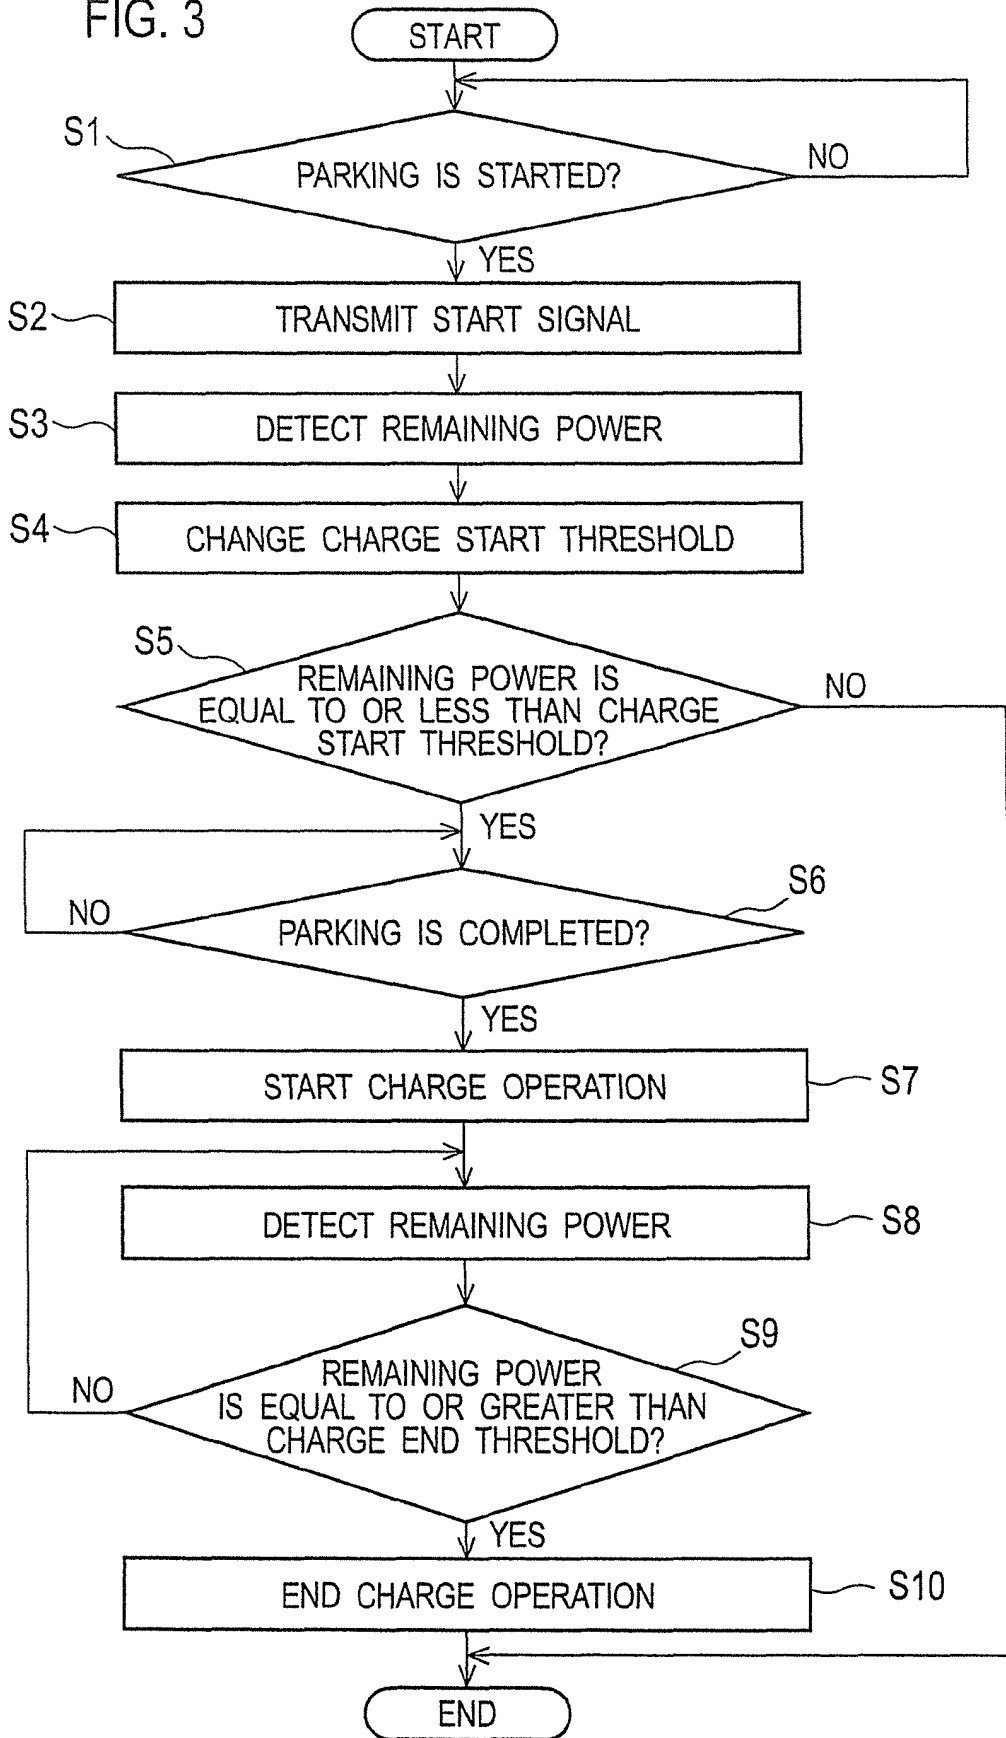 FIG. 3
START
S1
PARKING IS STARTED?
NO
YES
S2
TRANSMIT START SIGNAL
S3
DETECT REMAINING POWER
S4
CHANGE CHARGE START THRESHOLD
S5
REMAINING POWER IS
EQUAL TO OR LESS THAN CHARGE
START THRESHOLD?
NO
YES
S6
NO
PARKING IS COMPLETED?
YES
START CHARGE OPERATION
S7
DETECT REMAINING POWER
S8
S9
REMAINING POWER
IS EQUAL TO OR GREATER THAN
CHARGE END THRESHOLD?
NO
YES
END CHARGE OPERATION
S10
END